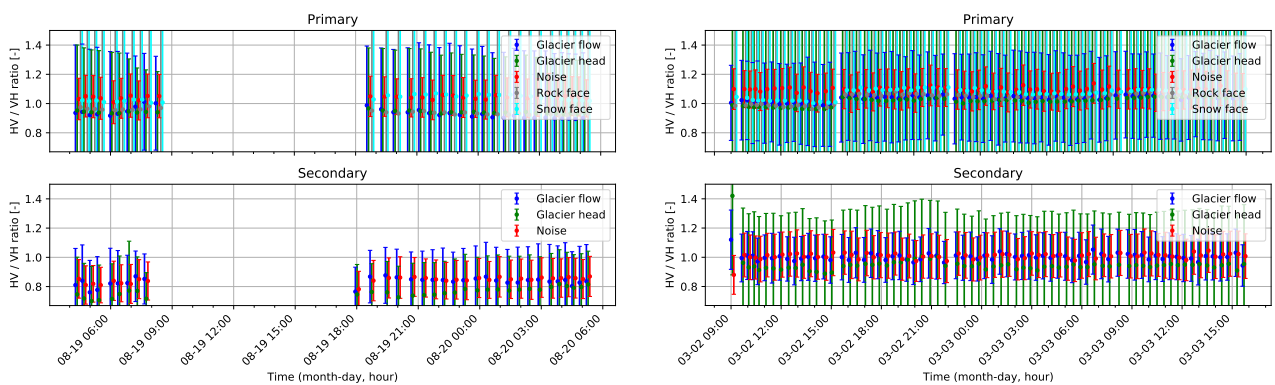 Primary
HV / VH ratio [-]
1.4
1.2
1.0
0.8
Glacier flow
Glacier head
Noise
Rock face
Snow face
Secondary
HV / VH ratio [-]
1.4
1.2
1.0
0.8
Glacier flow
Glacier head
Noise
08-19 06:00
08-19 09:00
08-19 12:00
08-19 15:00
08-19 18:00
08-19 21:00
08-20 00:00
08-20 03:00
08-20 06:00
Time (month-day, hour)
Primary
HV / VH ratio [-]
1.4
1.2
1.0
0.8
Glacier flow
Glacier head
Noise
Rock face
Snow face
Secondary
HV / VH ratio [-]
1.4
1.2
1.0
0.8
Glacier flow
Glacier head
Noise
03-02 09:00
03-02 12:00
03-02 15:00
03-02 18:00
03-02 21:00
03-03 00:00
03-03 03:00
03-03 09:00
03-03 12:00
03-03 15:00
Time (month-day, hour)